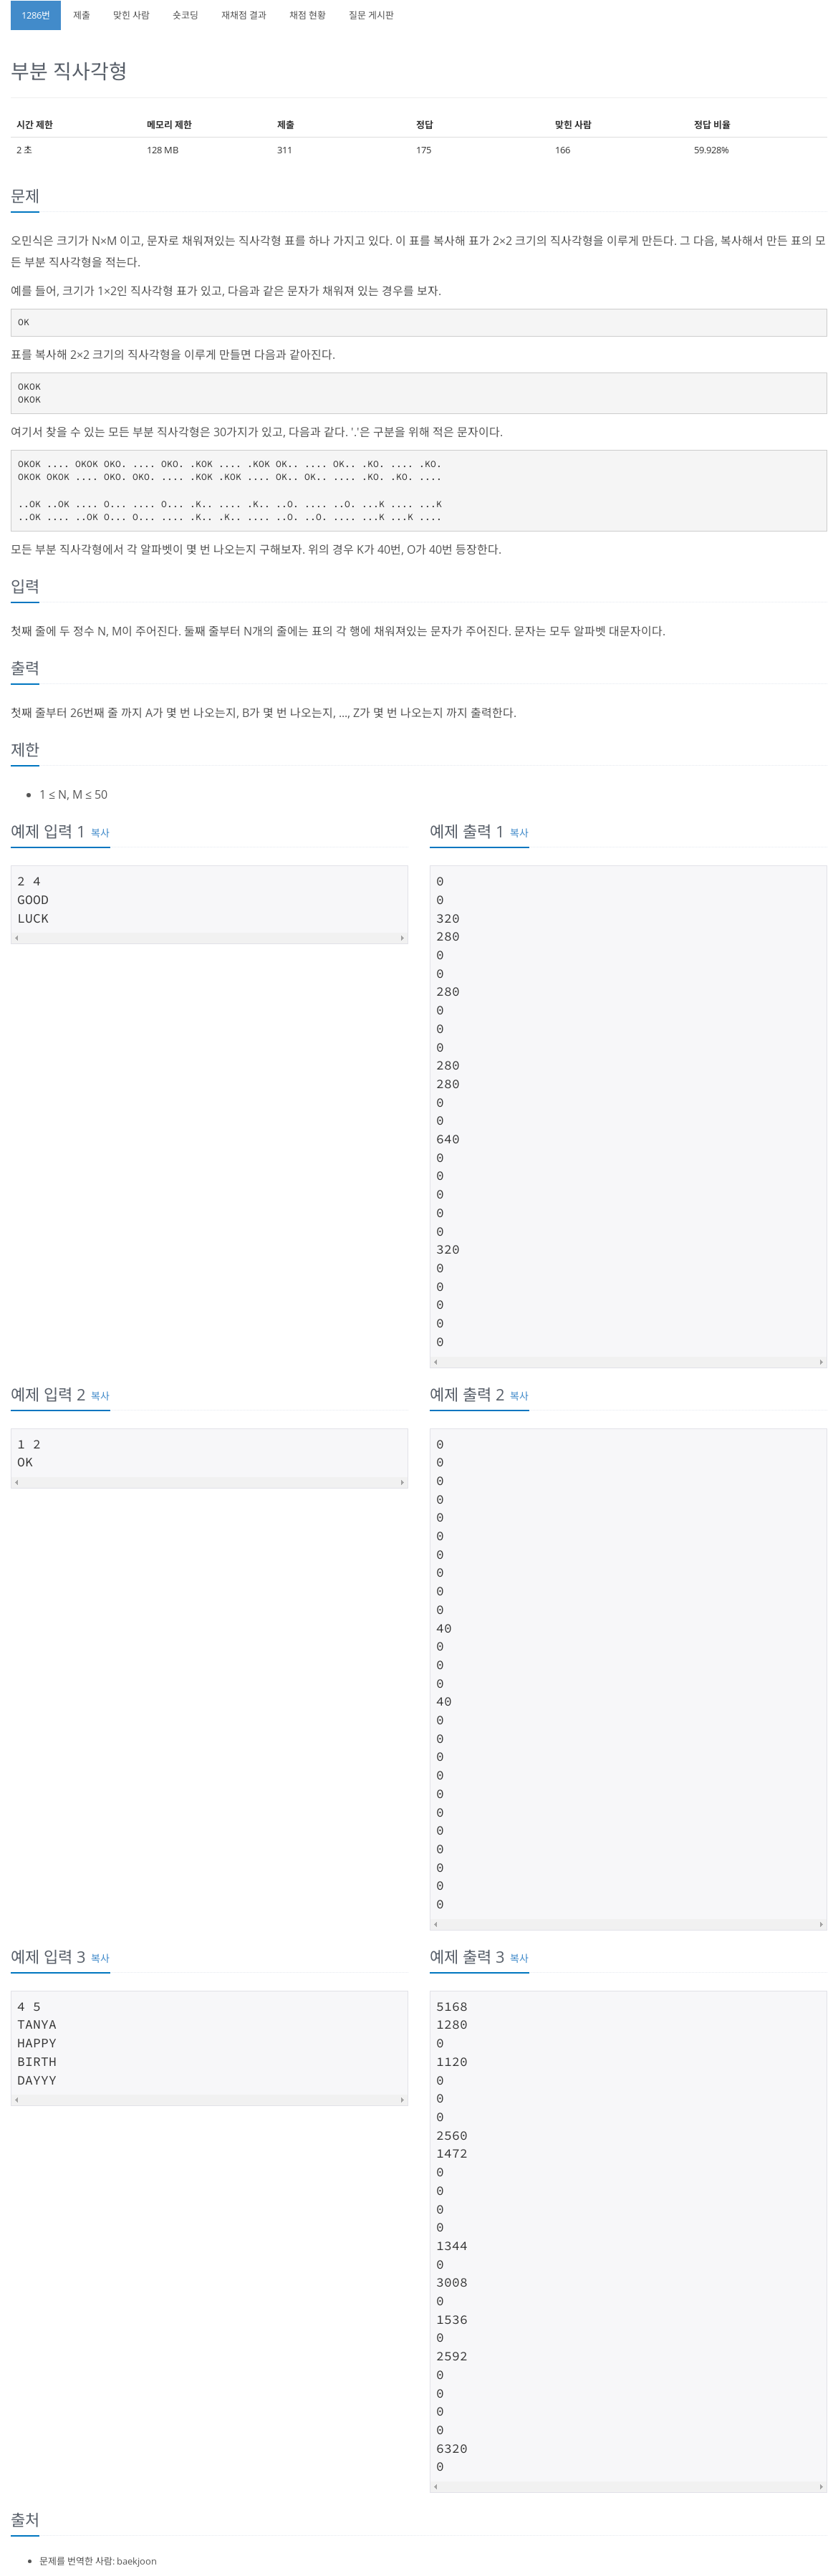 1286번 제출 맞힌 사람 숏코딩 재채점 결과 채점 현황 질문 게시판
부분 직사각형
시간 제한 메모리 제한 제출 정답 맞힌 사람 정답 비율
2 초 128 MB 311 175 166 59.928%
문제
오민식은 크기가 N×M 이고, 문자로 채워져있는 직사각형 표를 하나 가지고 있다. 이 표를 복사해 표가 2×2 크기의 직사각형을 이루게 만든다. 그 다음, 복사해서 만든 표의 모
든 부분 직사각형을 적는다.
예를 들어, 크기가 1×2인 직사각형 표가 있고, 다음과 같은 문자가 채워져 있는 경우를 보자.
OK
표를 복사해 2×2 크기의 직사각형을 이루게 만들면 다음과 같아진다.
OKOK
OKOK
여기서 찾을 수 있는 모든 부분 직사각형은 30가지가 있고, 다음과 같다. '.'은 구분을 위해 적은 문자이다.
OKOK .... OKOK OKO. .... OKO. .KOK .... .KOK OK.. .... OK.. .KO. .... .KO.
OKOK OKOK .... OKO. OKO. .... .KOK .KOK .... OK.. OK.. .... .KO. .KO. ....
..OK ..OK .... O... .... O... .K.. .... .K.. ..O. .... ..O. ...K .... ...K
..OK .... ..OK O... O... .... .K.. .K.. .... ..O. ..O. .... ...K ...K ....
모든 부분 직사각형에서 각 알파벳이 몇 번 나오는지 구해보자. 위의 경우 K가 40번, O가 40번 등장한다.
입력
첫째 줄에 두 정수 N, M이 주어진다. 둘째 줄부터 N개의 줄에는 표의 각 행에 채워져있는 문자가 주어진다. 문자는 모두 알파벳 대문자이다.
출력
첫째 줄부터 26번째 줄 까지 A가 몇 번 나오는지, B가 몇 번 나오는지, ..., Z가 몇 번 나오는지 까지 출력한다.
제한
• 1 ≤ N, M ≤ 50
예제 입력 1 복사
2 4
GOOD
LUCK
예제 출력 1 복사
0
0
320
280
0
0
280
0
0
0
280
280
0
0
640
0
0
0
0
0
320
0
0
0
0
0
예제 입력 2 복사
1 2
OK
예제 출력 2 복사
0
0
0
0
0
0
0
0
0
0
40
0
0
0
40
0
0
0
0
0
0
0
0
0
0
0
예제 입력 3 복사
4 5
TANYA
HAPPY
BIRTH
DAYYY
예제 출력 3 복사
5168
1280
0
1120
0
0
0
2560
1472
0
0
0
0
1344
0
3008
0
1536
0
2592
0
0
0
0
6320
0
출처
• 문제를 번역한 사람: baekjoon